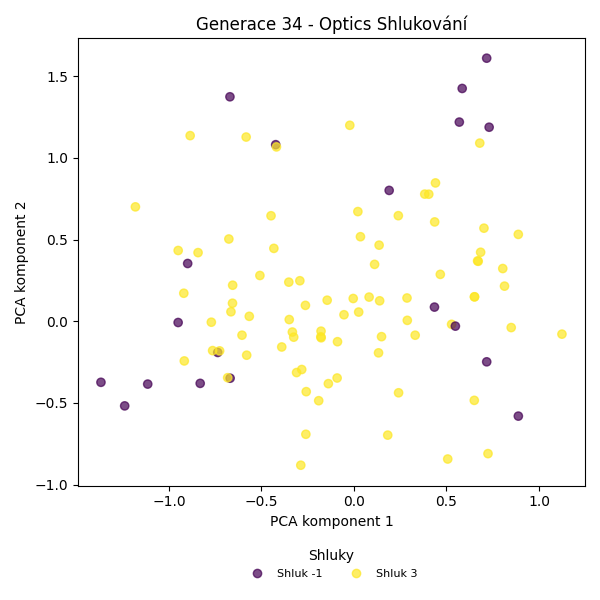 Generace 34 - Optics Shlukování
PCA komponent 2
1.5
1.0
0.5
0.0
−0.5
−1.0
−1.0 −0.5 0.0 0.5 1.0
PCA komponent 1
Shluky
Shluk -1 Shluk 3